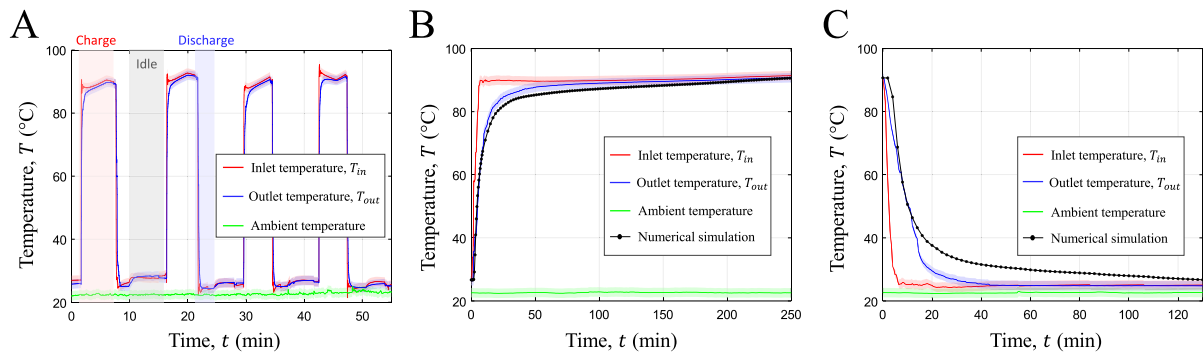 A
Charge
Idle
Discharge
100
80
60
40
20
0
10
20
30
40
50
Temperature, T (°C)
Time, t (min)
Inlet temperature, T_in
Outlet temperature, T_out
Ambient temperature
B
100
80
60
40
20
0
50
100
150
200
250
Temperature, T (°C)
Time, t (min)
Inlet temperature, T_in
Outlet temperature, T_out
Ambient temperature
Numerical simulation
C
100
80
60
40
20
0
20
40
60
80
100
120
Temperature, T (°C)
Time, t (min)
Inlet temperature, T_in
Outlet temperature, T_out
Ambient temperature
Numerical simulation